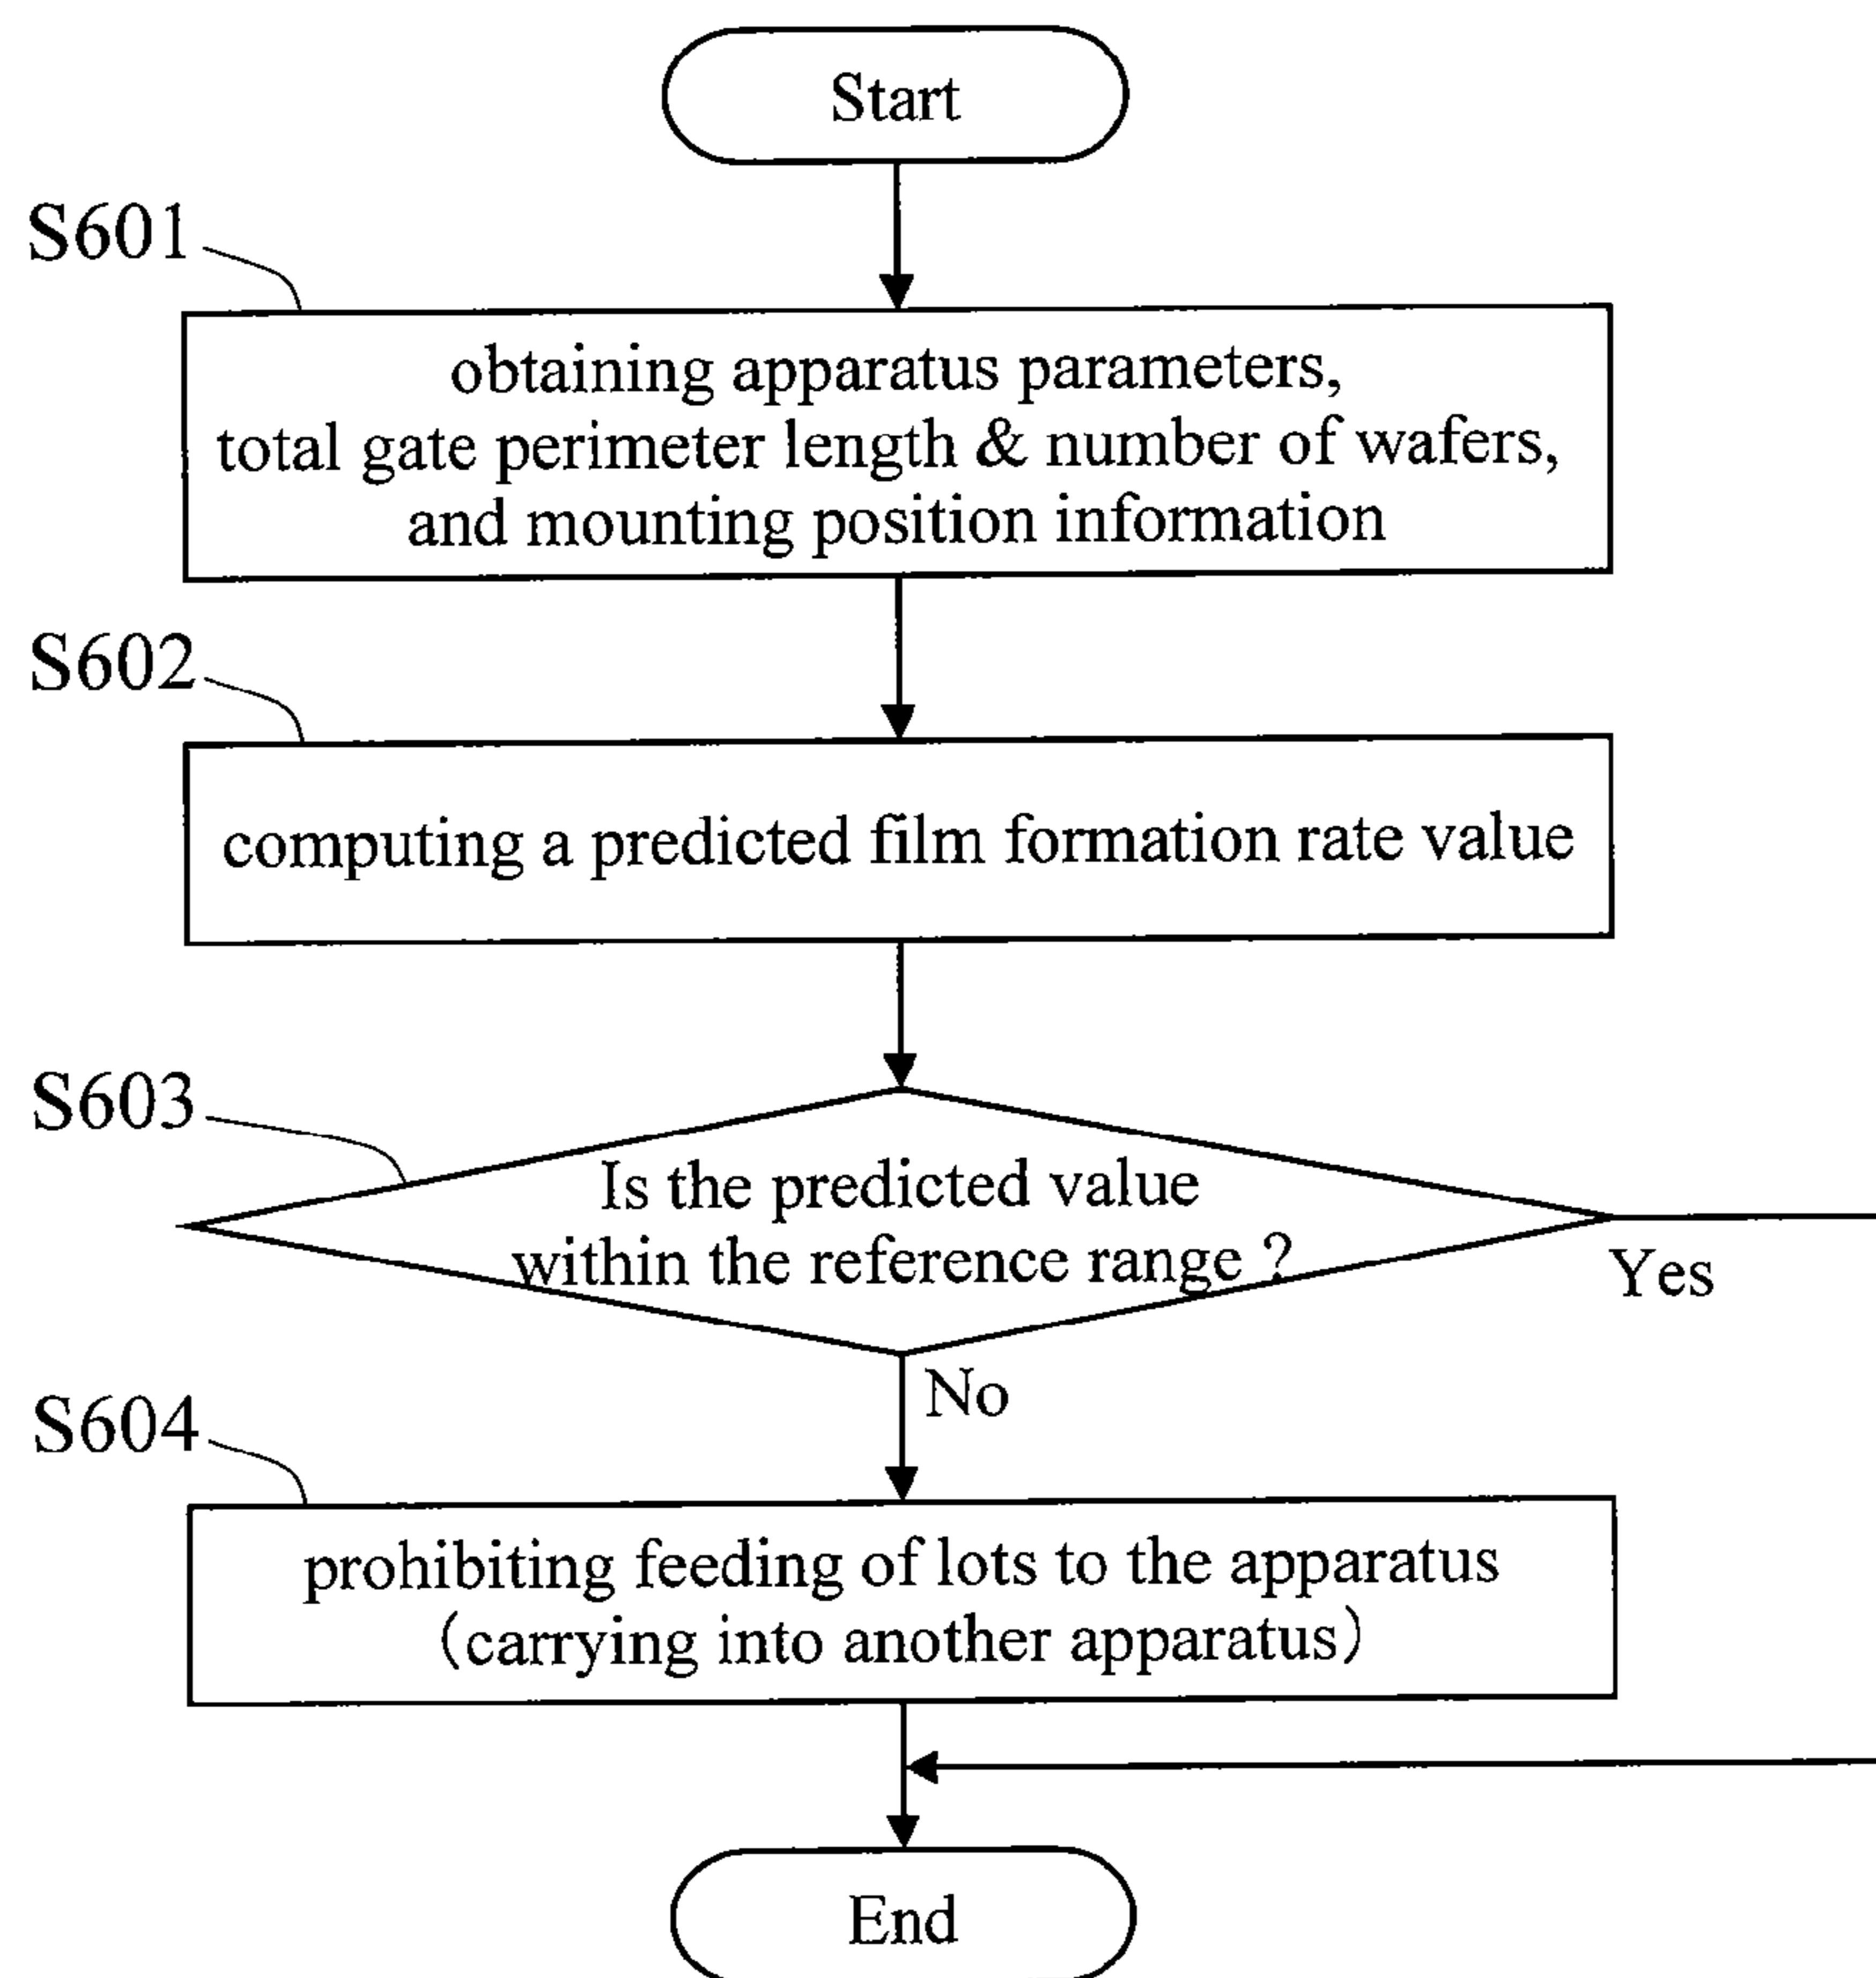 Start
S601
obtaining apparatus parameters,
total gate perimeter length & number of wafers,
and mounting position information
S602
computing a predicted film formation rate value
S603
Is the predicted value
within the reference range ?
Yes
No
S604
prohibiting feeding of lots to the apparatus
(carrying into another apparatus)
End